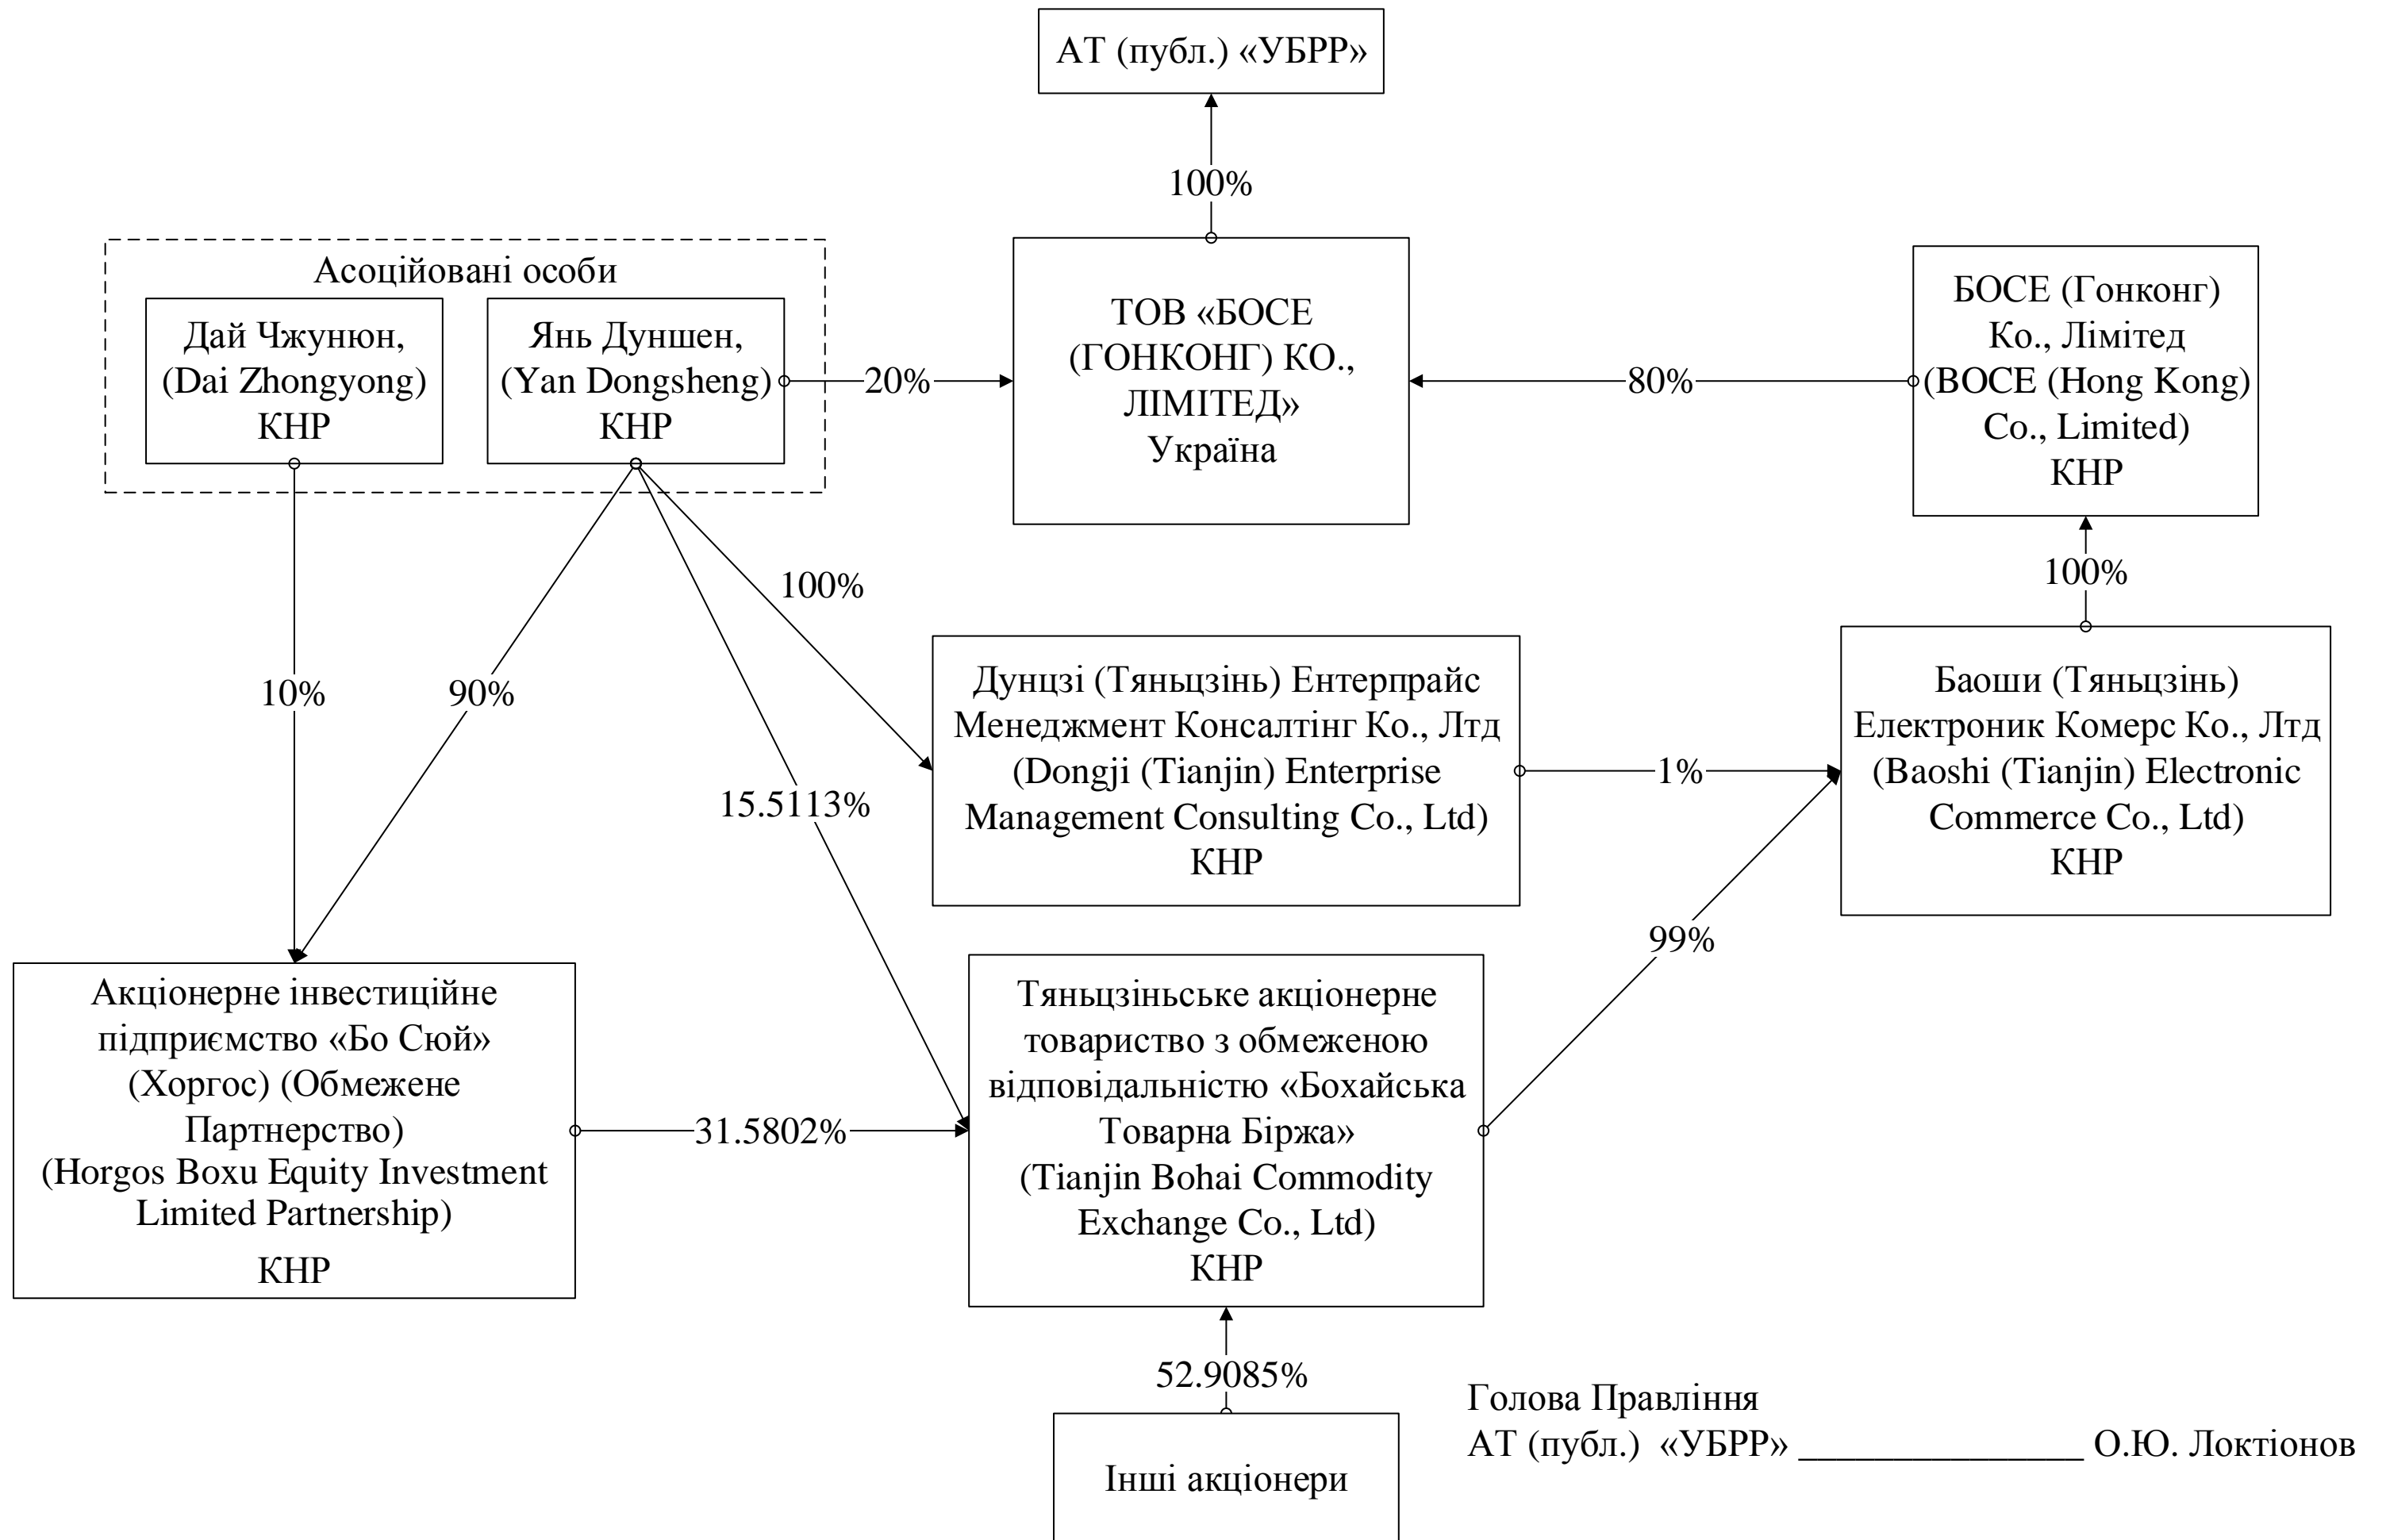 АТ (публ.) «УБРР»
100%
Асоційовані особи
Дай Чжунюн,
(Dai Zhongyong)
КНР
Янь Дуншен,
(Yan Dongsheng)
КНР
20%
ТОВ «БОСЕ
(ГОНКОНГ) КО.,
ЛІМІТЕД»
Україна
80%
БОСЕ (Гонконг)
Ко., Лімітед
(BOCE (Hong Kong)
Co., Limited)
КНР
100%
100%
10%
90%
15.5113%
Дунцзі (Тяньцзінь) Ентерпрайс
Менеджмент Консалтінг Ко., Лтд
(Dongji (Tianjin) Enterprise
Management Consulting Co., Ltd)
КНР
1%
Баоши (Тяньцзінь)
Електроник Комерс Ко., Лтд
(Baoshi (Tianjin) Electronic
Commerce Co., Ltd)
КНР
99%
Акціонерне інвестиційне
підприємство «Бо Сюй»
(Хоргос) (Обмежене
Партнерство)
(Horgos Boxu Equity Investment
Limited Partnership)
КНР
31.5802%
Тяньцзіньське акціонерне
товариство з обмеженою
відповідальністю «Бохайська
Товарна Біржа»
(Tianjin Bohai Commodity
Exchange Co., Ltd)
КНР
52.9085%
Інші акціонери
Голова Правління
АТ (публ.) «УБРР» _______________ О.Ю. Локтіонов